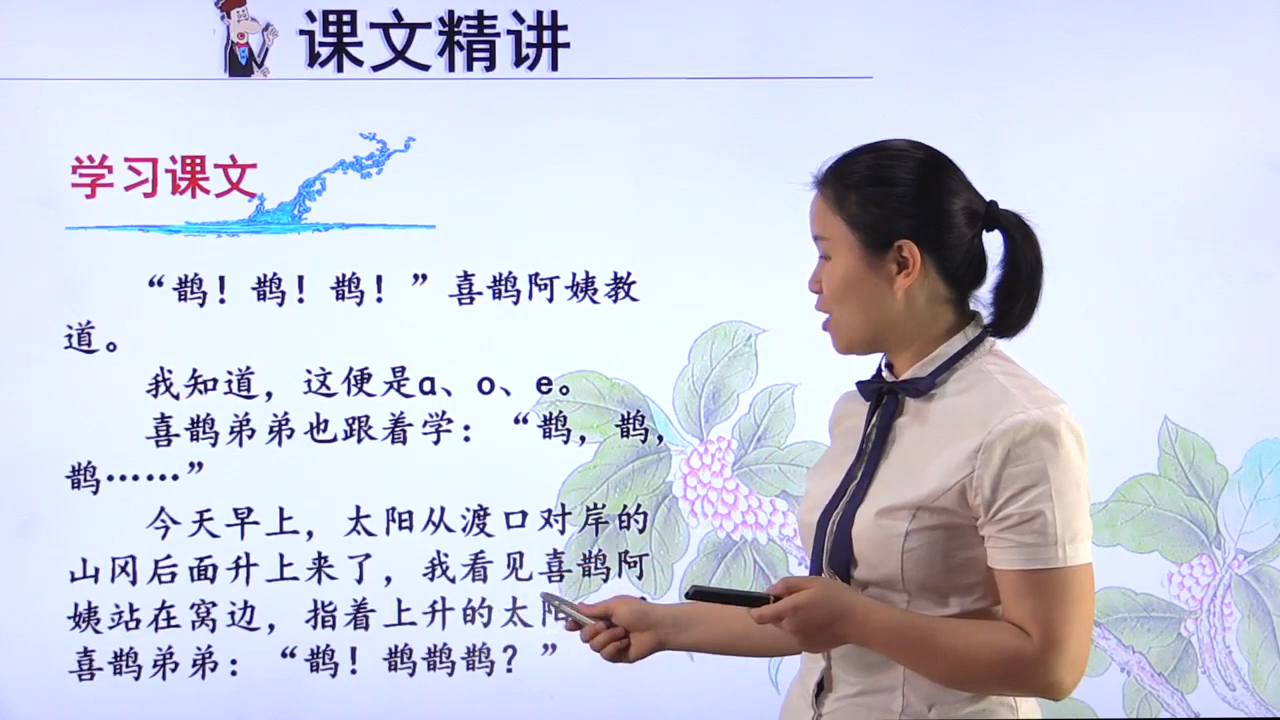 课文精讲
学习课文
“鹊！鹊！鹊！”喜鹊阿姨教
道。
我知道，这便是a、o、e。
喜鹊弟弟也跟着学：“鹊，鹊，
鹊……”
今天早上，太阳从渡口对岸的
山冈后面升上来了，我看见喜鹊阿
姨站在窝边，指着上升的太阳
喜鹊弟弟：“鹊！鹊鹊鹊？”